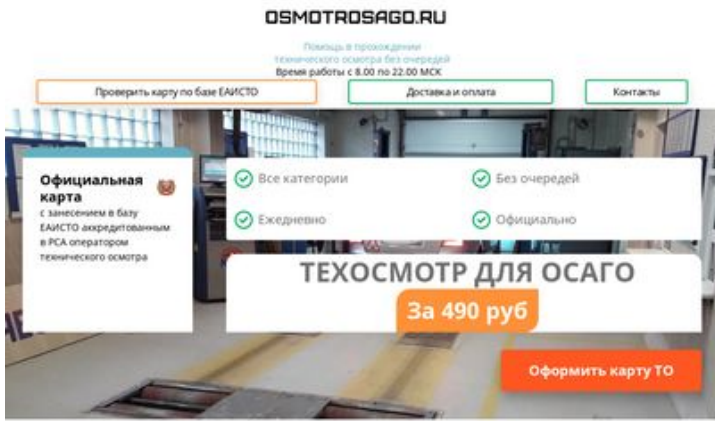 OSMOTROSAGO.RU
Помощь в прохождении
технического осмотра без очередей
Время работы с 8.00 по 22.00 МСК
Проверить карту по базе ЕАИСТО
Доставка и оплата
Контакты
Официальная
карта
с занесением в базу
ЕАИСТО аккредитованным
в РСА оператором
технического осмотра
Все категории
Без очередей
Ежедневно
Официально
ТЕХОСМОТР ДЛЯ ОСАГО
За 490 руб
Оформить карту ТО